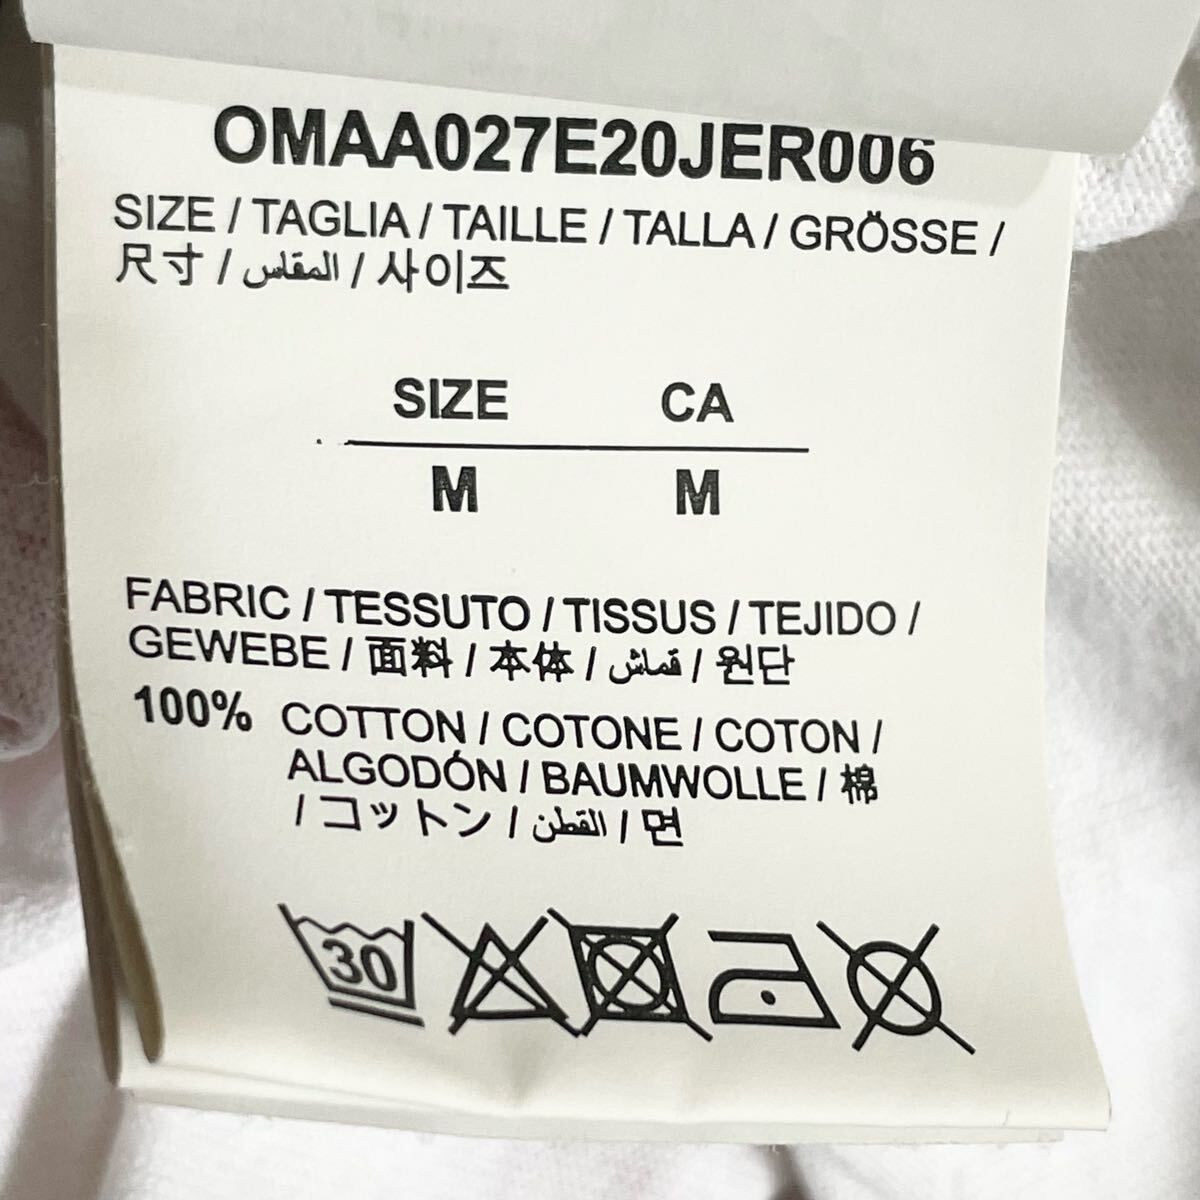 OMAA027E20JER006
SIZE / TAGLIA / TAILLE / TALLA / GRÖSSE /
尺寸 / المقاس / 사이즈
SIZE CA
M M
FABRIC / TESSUTO / TISSUS / TEJIDO /
GEWEBE / 面料 / 本体 / قماش / 원단
100% COTTON / COTONE / COTON /
ALGODÓN / BAUMWOLLE / 棉
/ コットン / القطن / 면
30